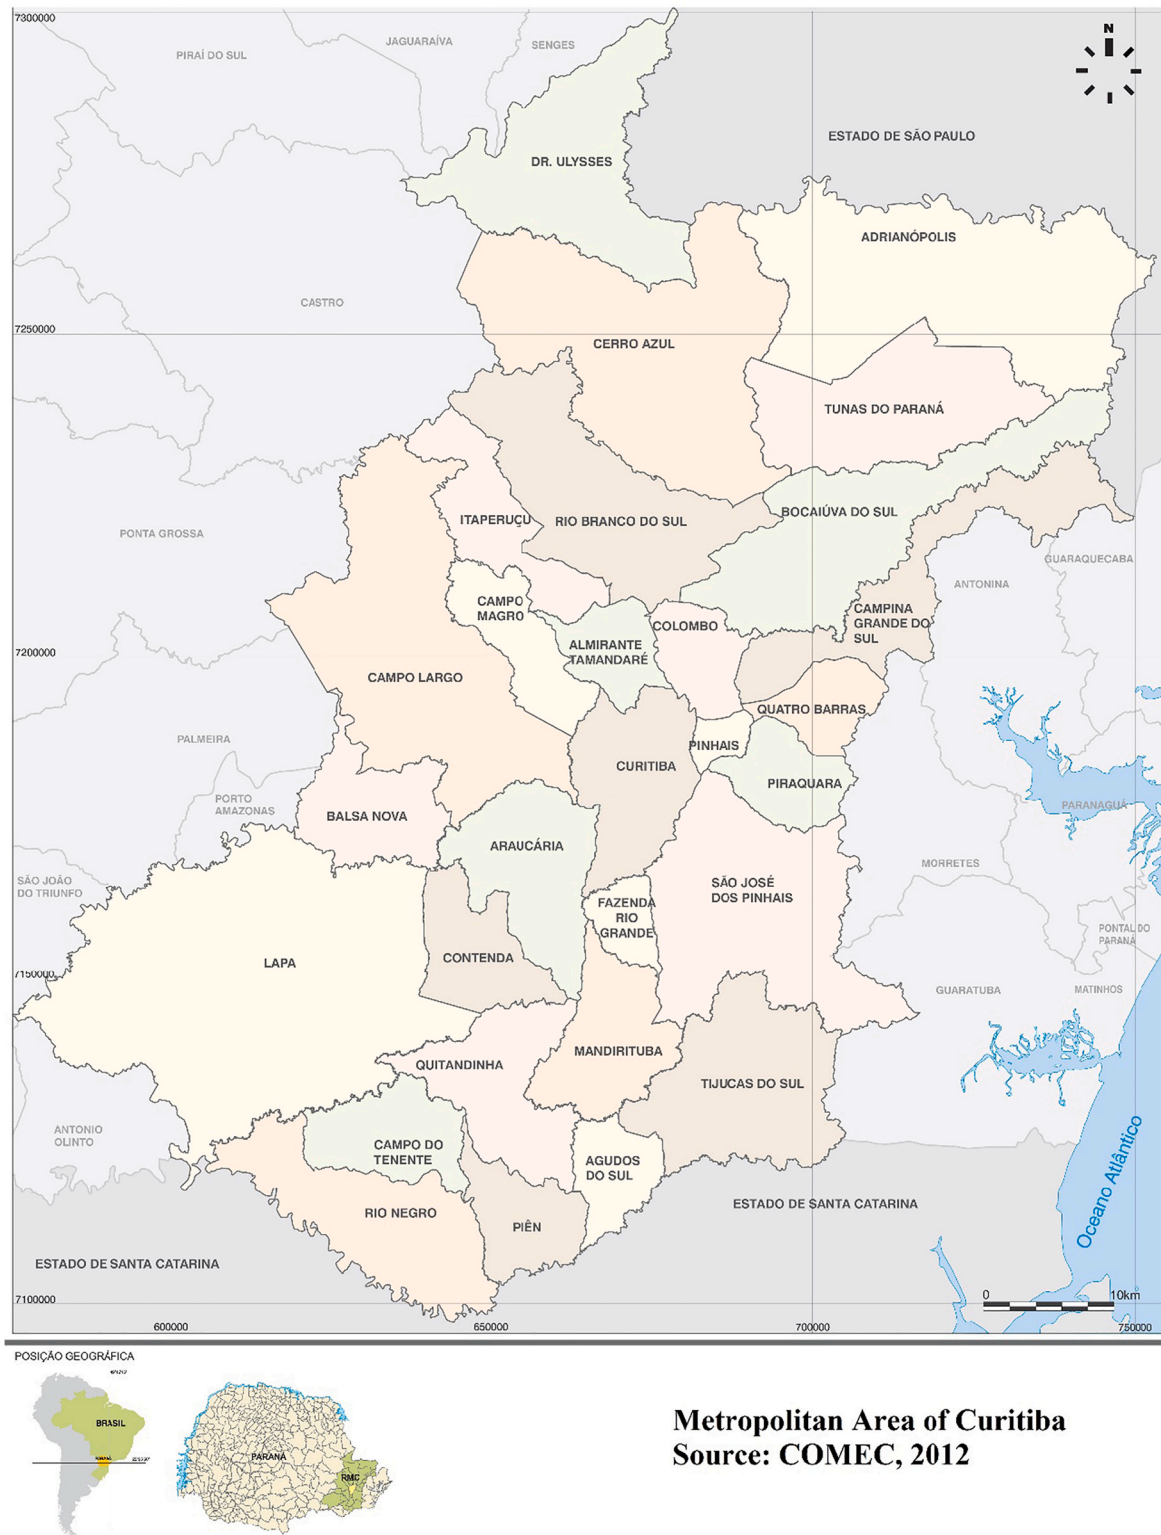 7300000
JAGUARAÍVA
SENGES
PIRAÍ DO SUL
N
ESTADO DE SÃO PAULO
DR. ULYSSES
ADRIANÓPOLIS
CASTRO
7250000
CERRO AZUL
TUNAS DO PARANÁ
ITAPERUÇU
RIO BRANCO DO SUL
BOCAIÚVA DO SUL
PONTA GROSSA
GUARAQUEÇABA
ANTONINA
CAMPO
MAGRO
CAMPINA
GRANDE DO
SUL
COLOMBO
ALMIRANTE
TAMANDARÉ
7200000
CAMPO LARGO
QUATRO BARRAS
PALMEIRA
PINHAIS
CURITIBA
PIRAQUARA
PORTO
AMAZONAS
BALSA NOVA
PARANAGUÁ
ARAUCÁRIA
MORRETES
SÃO JOÃO
DO TRIUNFO
SÃO JOSÉ
DOS PINHAIS
FAZENDA
RIO
GRANDE
PONTAL DO
PARANÁ
CONTENDA
LAPA
7150000
GUARATUBA
MATINHOS
MANDIRITUBA
QUITANDINHA
TIJUCAS DO SUL
ANTONIO
OLINTO
CAMPO DO
TENENTE
AGUDOS
DO SUL
Oceano Atlântico
ESTADO DE SANTA CATARINA
RIO NEGRO
PIÊN
ESTADO DE SANTA CATARINA
0 10km
7100000
600000
650000
700000
750000
POSIÇÃO GEOGRÁFICA
BRASIL
PARANÁ
PARANÁ
RMC
Metropolitan Area of Curitiba
Source: COMEC, 2012